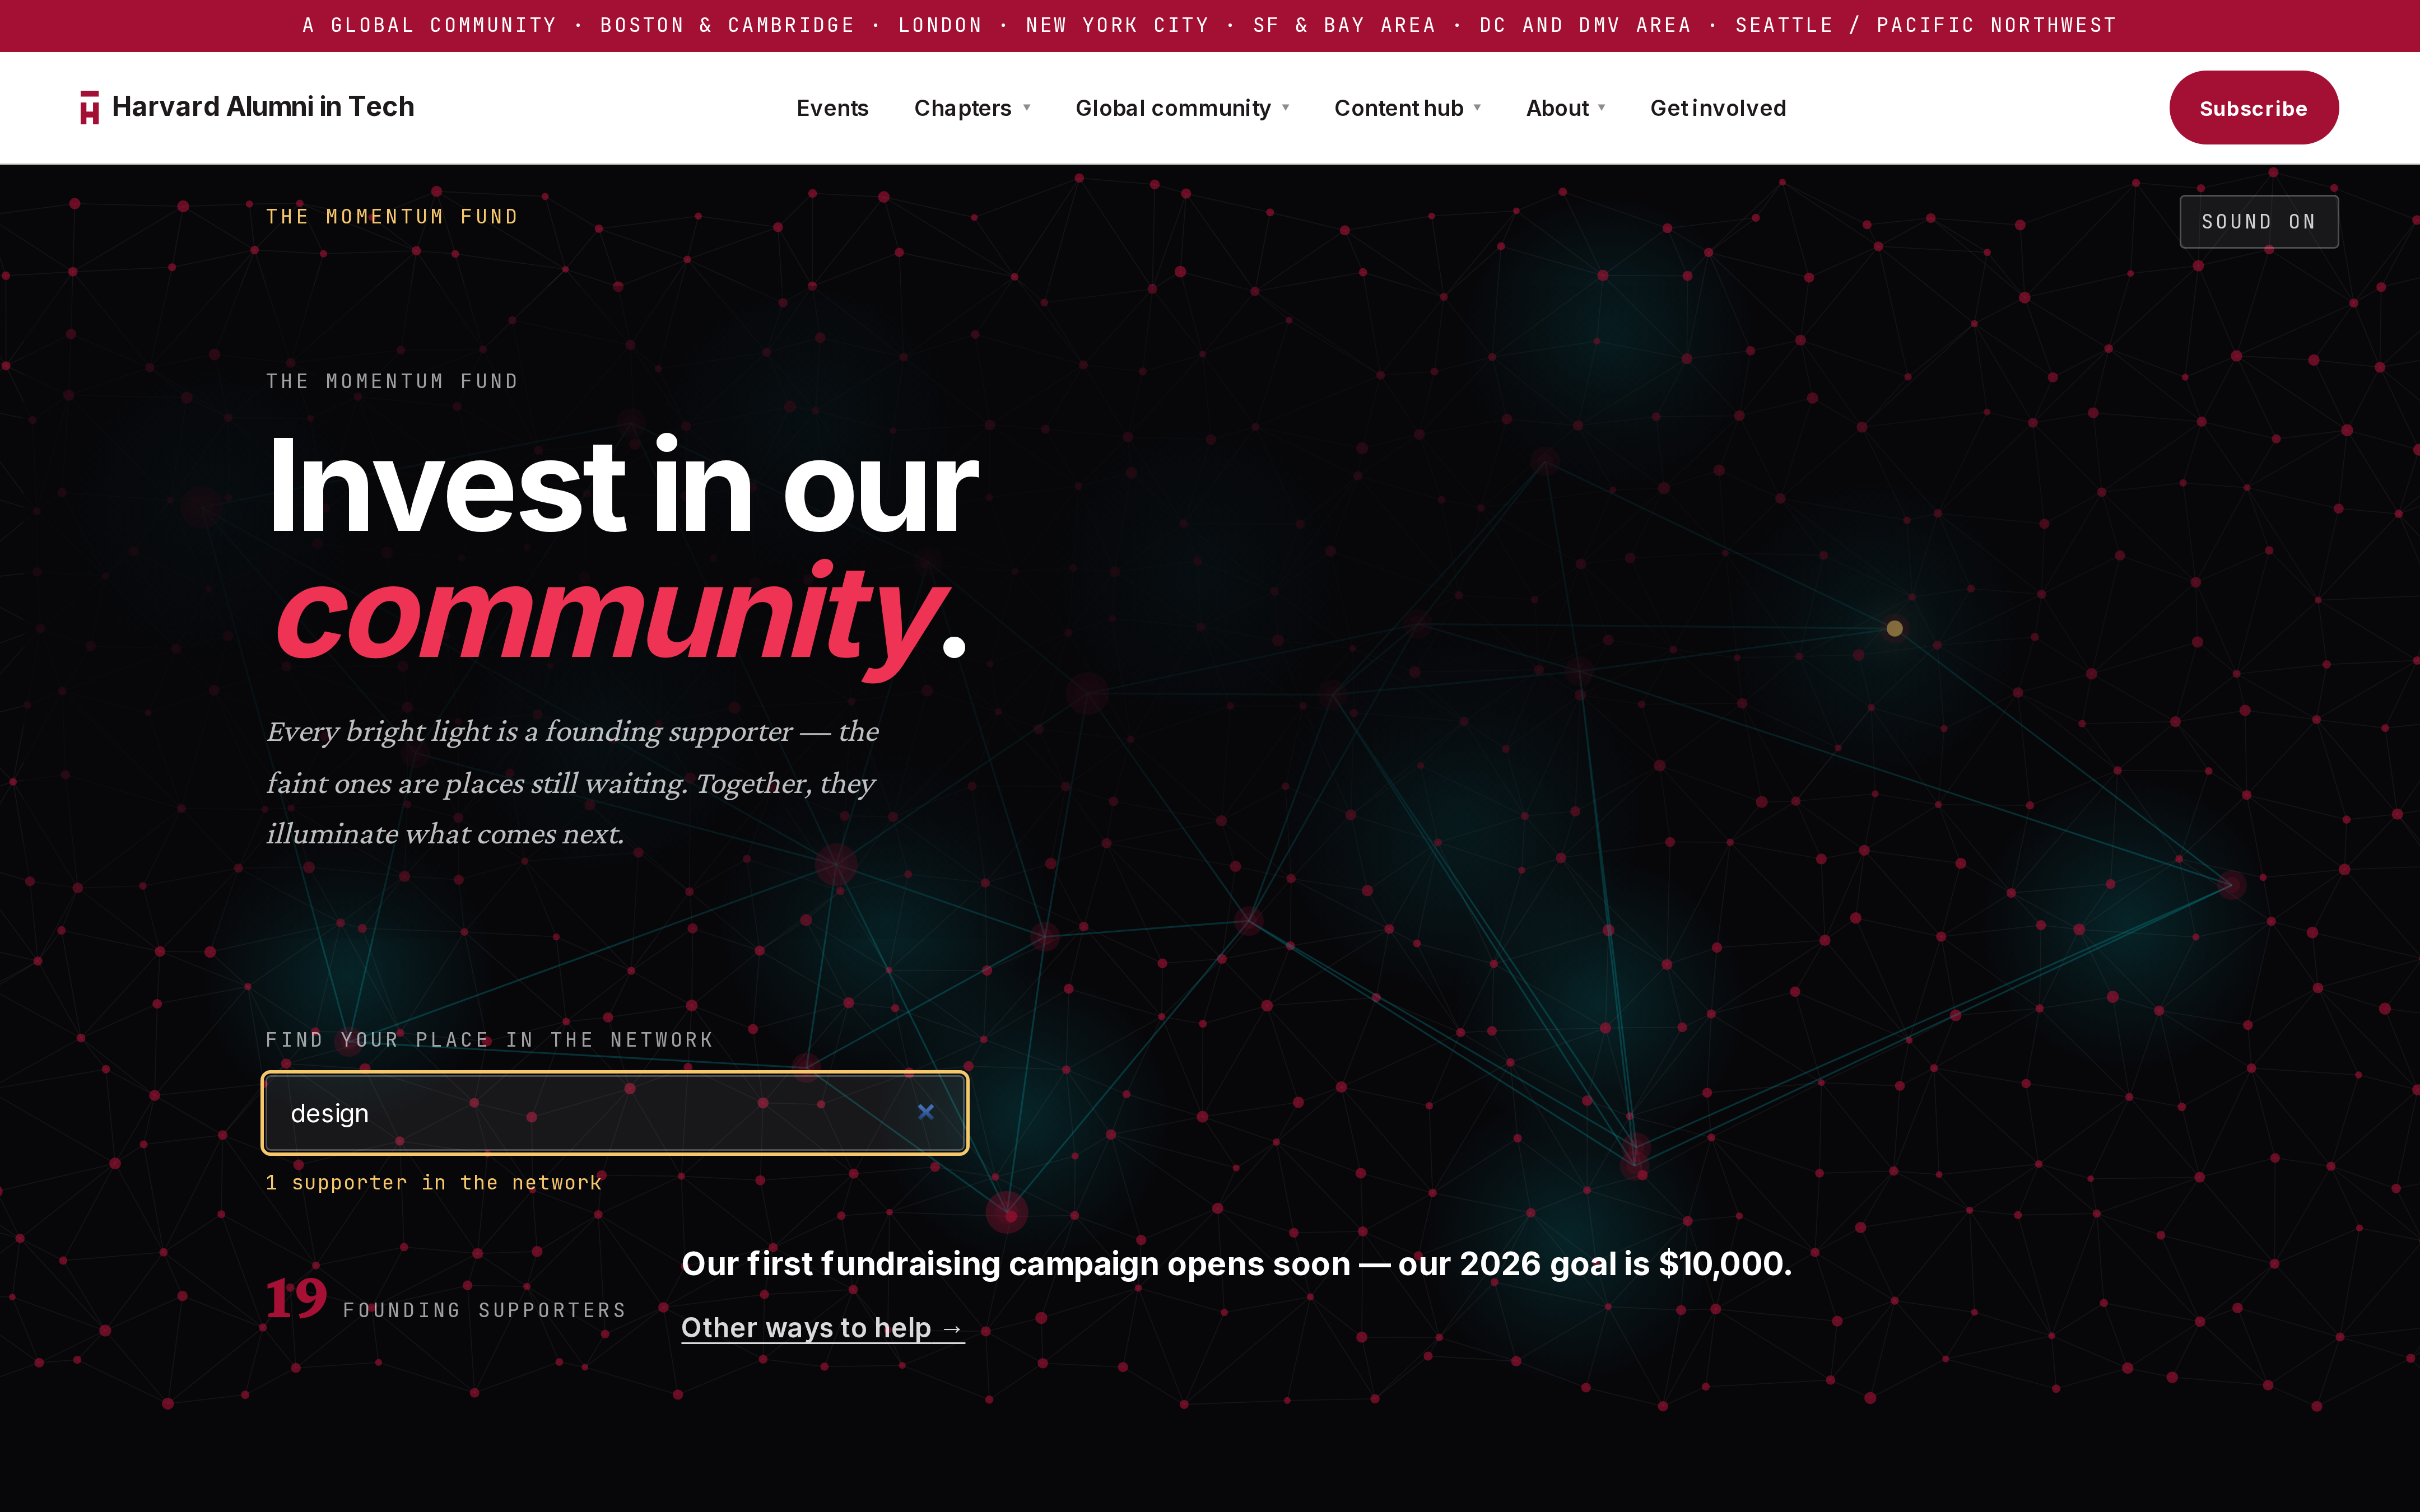 A GLOBAL COMMUNITY · BOSTON & CAMBRIDGE · LONDON · NEW YORK CITY · SF & BAY AREA · DC AND DMV AREA · SEATTLE / PACIFIC NORTHWEST
Harvard Alumni in Tech
Events Chapters Global community Content hub About Get involved Subscribe
THE MOMENTUM FUND
SOUND ON
THE MOMENTUM FUND
Invest in our
community.
Every bright light is a founding supporter — the
faint ones are places still waiting. Together, they
illuminate what comes next.
FIND YOUR PLACE IN THE NETWORK
design
1 supporter in the network
19 FOUNDING SUPPORTERS
Our first fundraising campaign opens soon — our 2026 goal is $10,000.
Other ways to help →